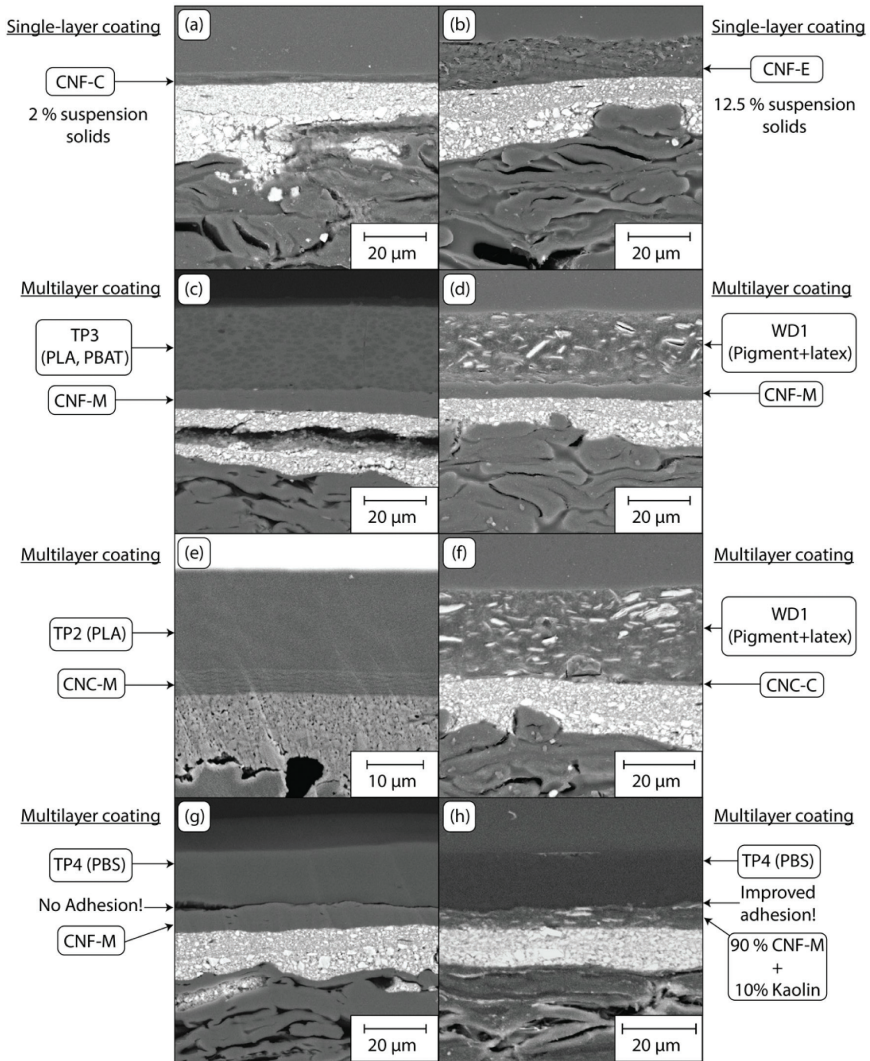 Single-layer coating
CNF-C
2 % suspension
solids
(a)
20 μm
(b)
20 μm
Single-layer coating
CNF-E
12.5 % suspension
solids
Multilayer coating
TP3
(PLA, PBAT)
CNF-M
(c)
20 μm
(d)
20 μm
Multilayer coating
WD1
(Pigment+latex)
CNF-M
Multilayer coating
TP2 (PLA)
CNC-M
(e)
10 μm
(f)
20 μm
Multilayer coating
WD1
(Pigment+latex)
CNC-C
Multilayer coating
TP4 (PBS)
No Adhesion!
CNF-M
(g)
20 μm
(h)
20 μm
Multilayer coating
TP4 (PBS)
Improved
adhesion!
90 % CNF-M
+
10% Kaolin